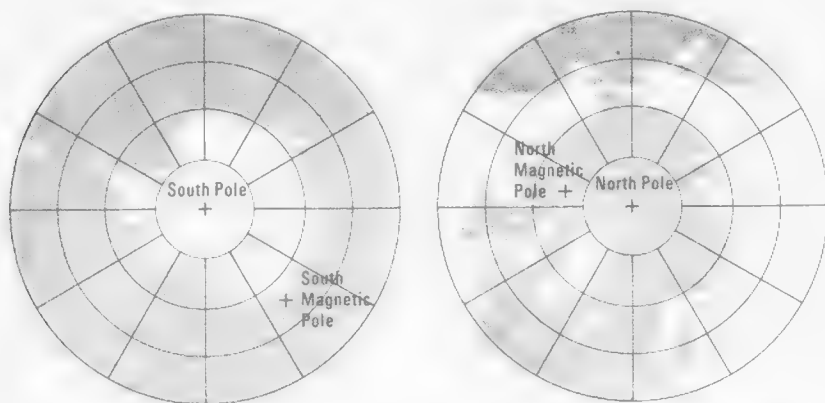 South Pole
South
Magnetic
Pole
North
Magnetic
Pole
North Pole